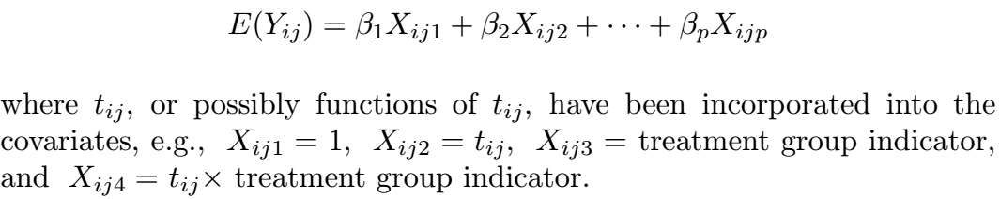 E(Y_{ij}) = β_1X_{ij1} + β_2X_{ij2} + ⋯ + β_pX_{ijp}
where t_{ij}, or possibly functions of t_{ij}, have been incorporated into the
covariates, e.g., X_{ij1} = 1, X_{ij2} = t_{ij}, X_{ij3} = treatment group indicator,
and X_{ij4} = t_{ij}× treatment group indicator.